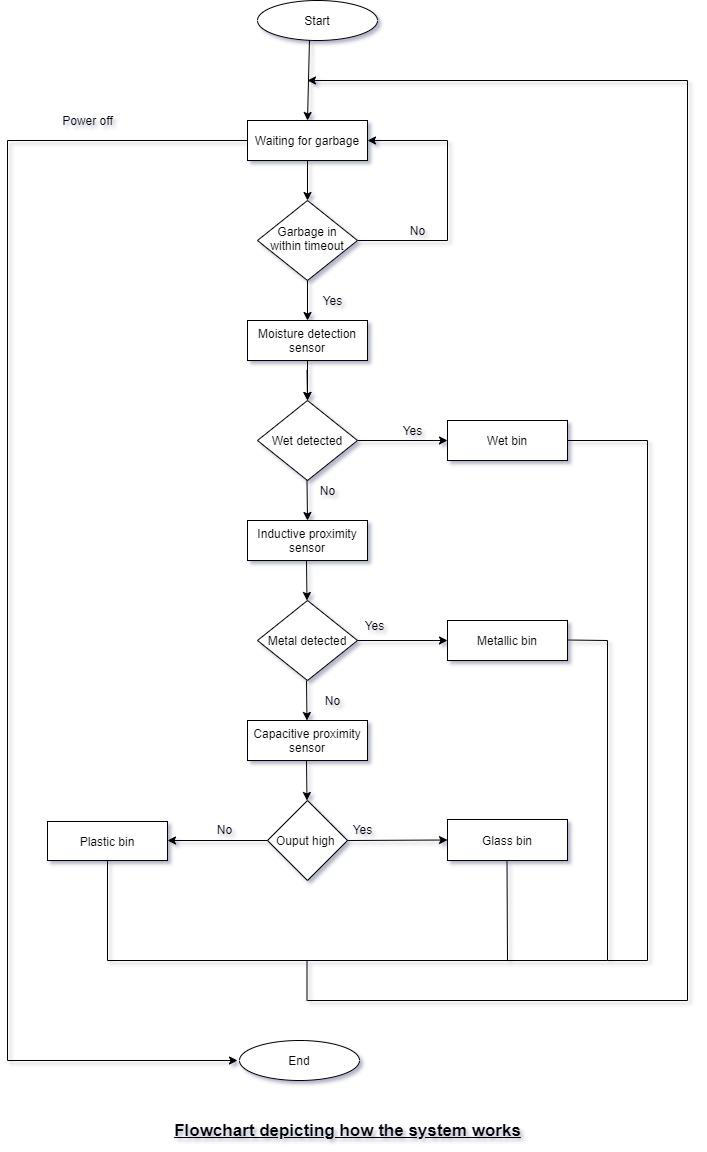 Start
Power off
Waiting for garbage
Garbage in
within timeout
No
Yes
Moisture detection
sensor
Wet detected
Yes
Wet bin
No
Inductive proximity
sensor
Metal detected
Yes
Metallic bin
No
Capacitive proximity
sensor
Plastic bin
No
Ouput high
Yes
Glass bin
End
Flowchart depicting how the system works